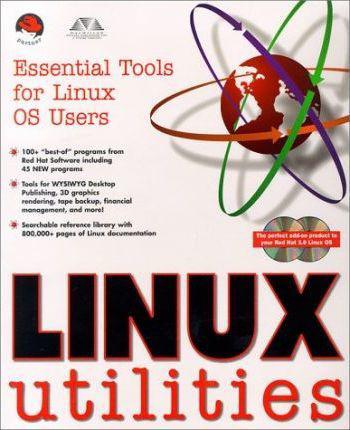 partner
Essential Tools
for Linux
OS Users
100+ "best-of" programs from
Red Hat Software including
45 NEW programs
Tools for WYSIWYG Desktop
Publishing, 3D graphics
rendering, tape backup, financial
management, and more!
Searchable reference library with
800,000+ pages of Linux documentation
The perfect add-on product to
your Red Hat 5.0 Linux OS
LINUX
utilities